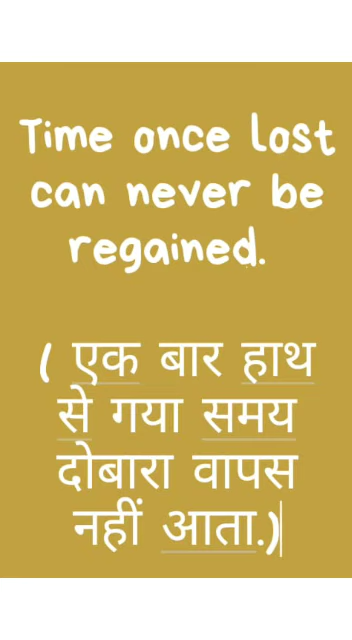 Time once lost
can never be
regained.
( एक बार हाथ
से गया समय
दोबारा वापस
नहीं आता.)